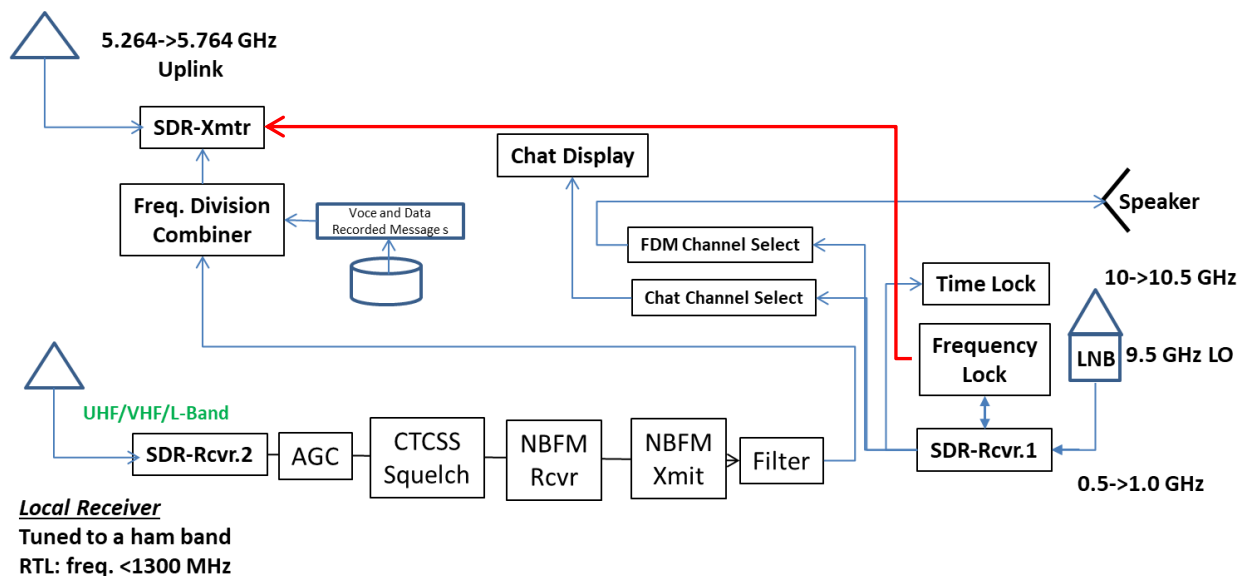 5.264->5.764 GHz
Uplink
SDR-Xmtr
Chat Display
Freq. Division
Combiner
Voce and Data
Recorded Message s
Speaker
FDM Channel Select
Chat Channel Select
Time Lock
10->10.5 GHz
Frequency
Lock
LNB
9.5 GHz LO
UHF/VHF/L-Band
SDR-Rcvr.2
AGC
CTCSS
Squelch
NBFM
Rcvr
NBFM
Xmit
Filter
SDR-Rcvr.1
0.5->1.0 GHz
Local Receiver
Tuned to a ham band
RTL: freq. <1300 MHz